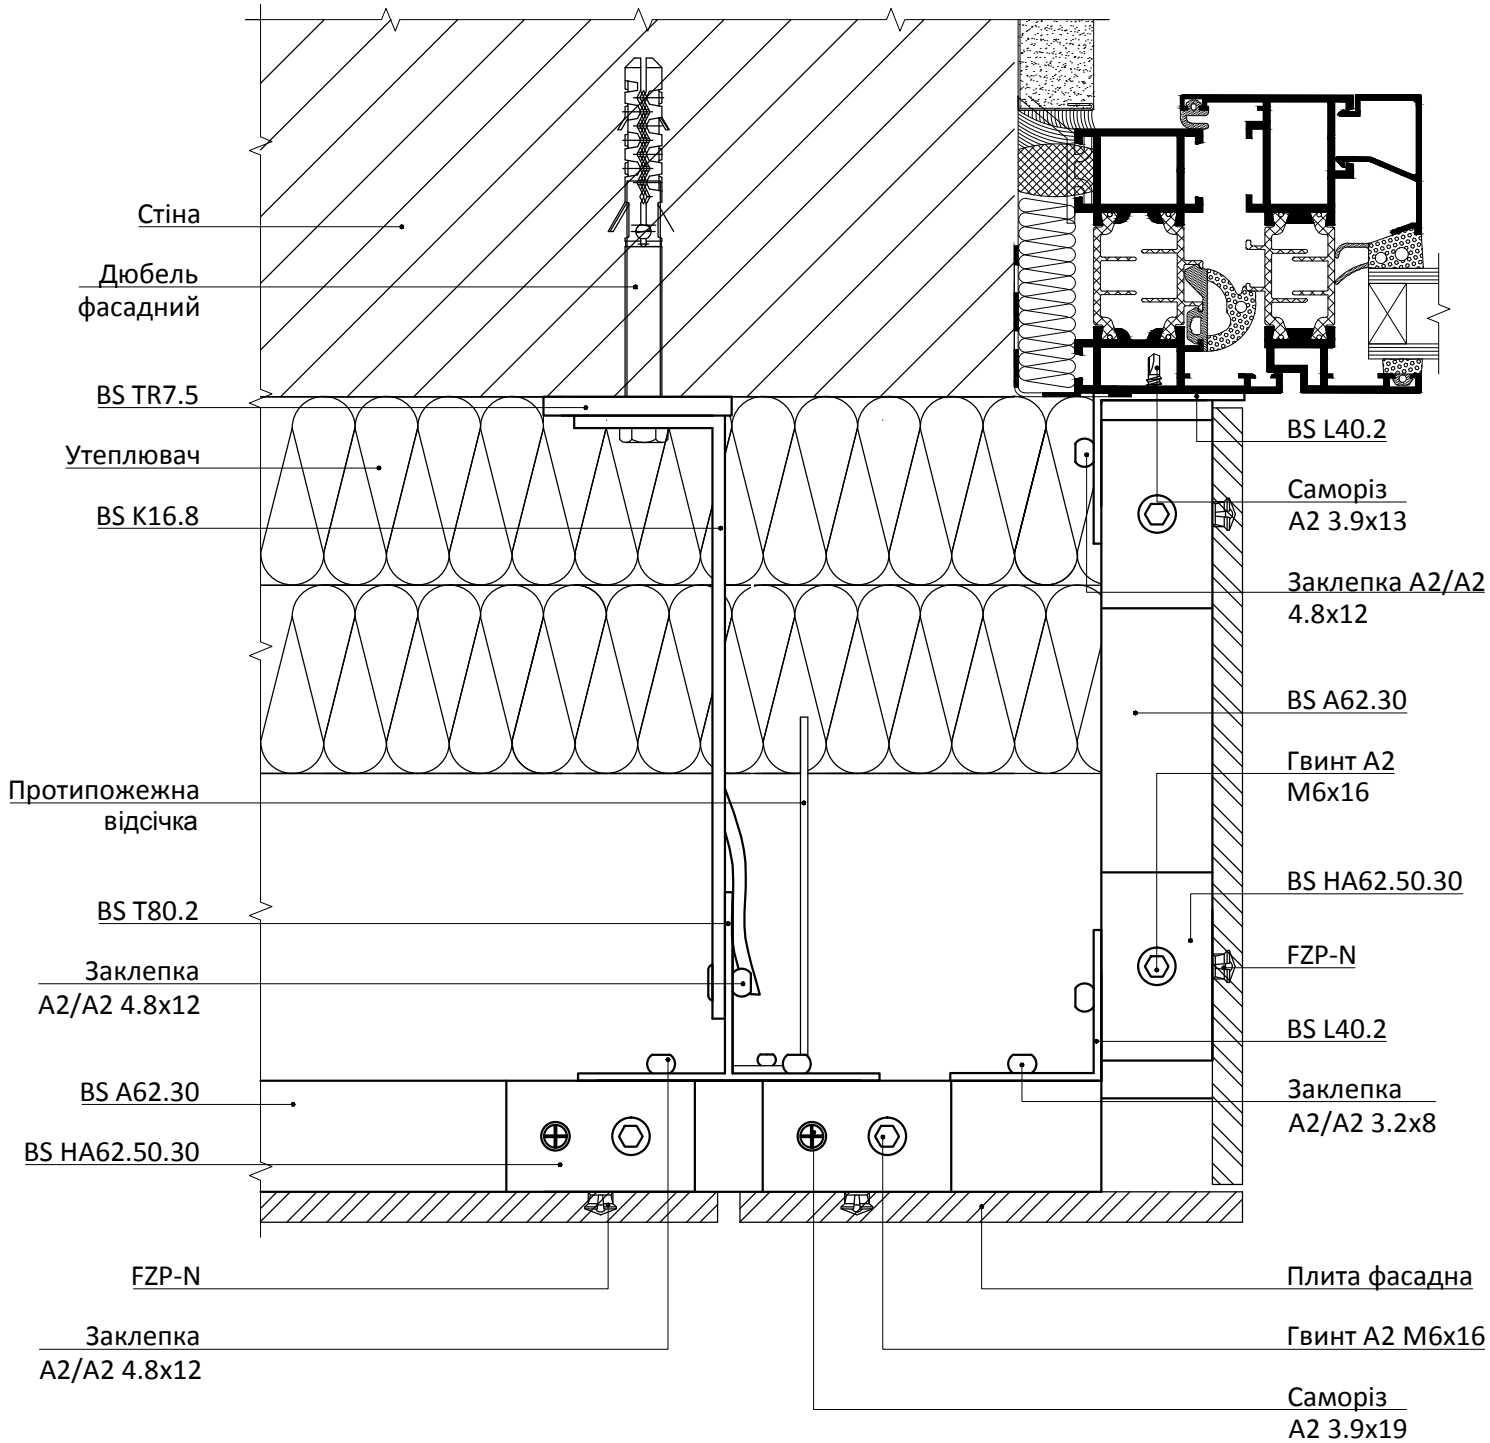 Стіна
Дюбель
фасадний
BS TR7.5
Утеплювач
BS K16.8
Протипожежна
відсічка
BS T80.2
Заклепка
A2/A2 4.8x12
BS A62.30
BS HA62.50.30
FZP-N
Заклепка
A2/A2 4.8x12
BS L40.2
Саморіз
A2 3.9x13
Заклепка A2/A2
4.8x12
BS A62.30
Гвинт A2
M6x16
BS HA62.50.30
FZP-N
BS L40.2
Заклепка
A2/A2 3.2x8
Плита фасадна
Гвинт A2 M6x16
Саморіз
A2 3.9x19